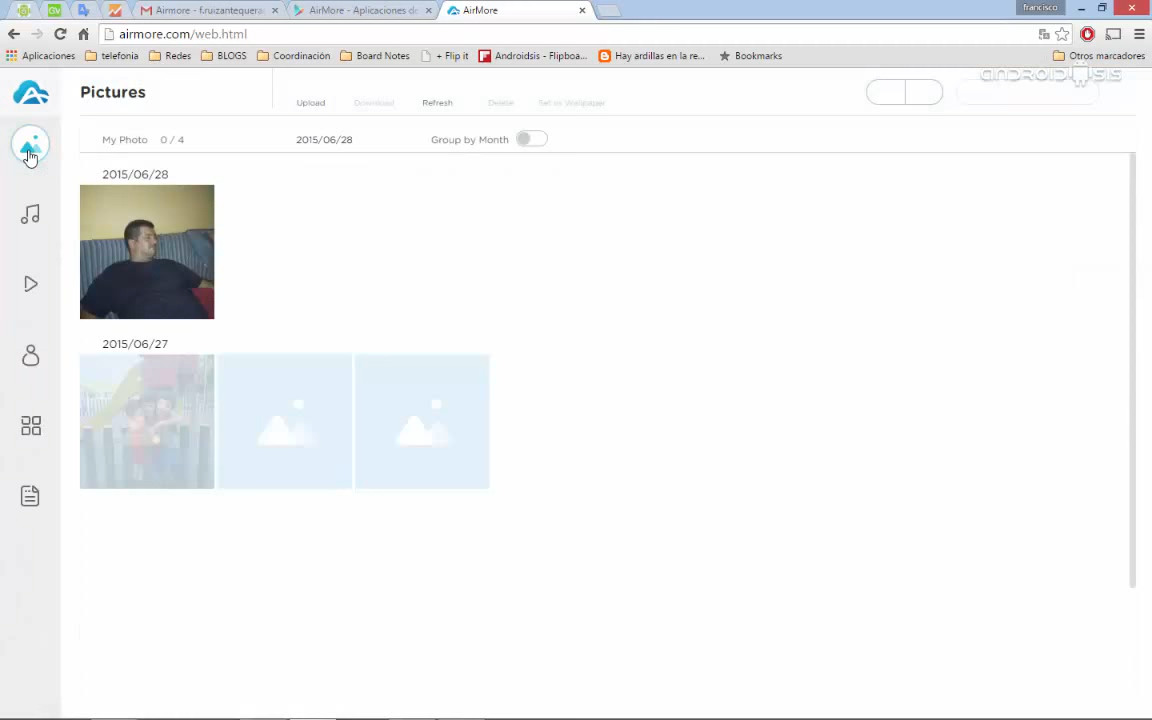 francisco
Airmore - f.ruizantequera
AirMore - Aplicaciones de
AirMore
airmore.com/web.html
Aplicaciones telefonia Redes BLOGS Coordinación Board Notes + Flip it Androidsis - Flipboa... Hay ardillas en la re... Bookmarks Otros marcadores
ANDROIDSIS
Pictures
Upload Download Refresh Delete Set as Wallpaper
My Photo 0 / 4 2015/06/28 Group by Month
2015/06/28
2015/06/27